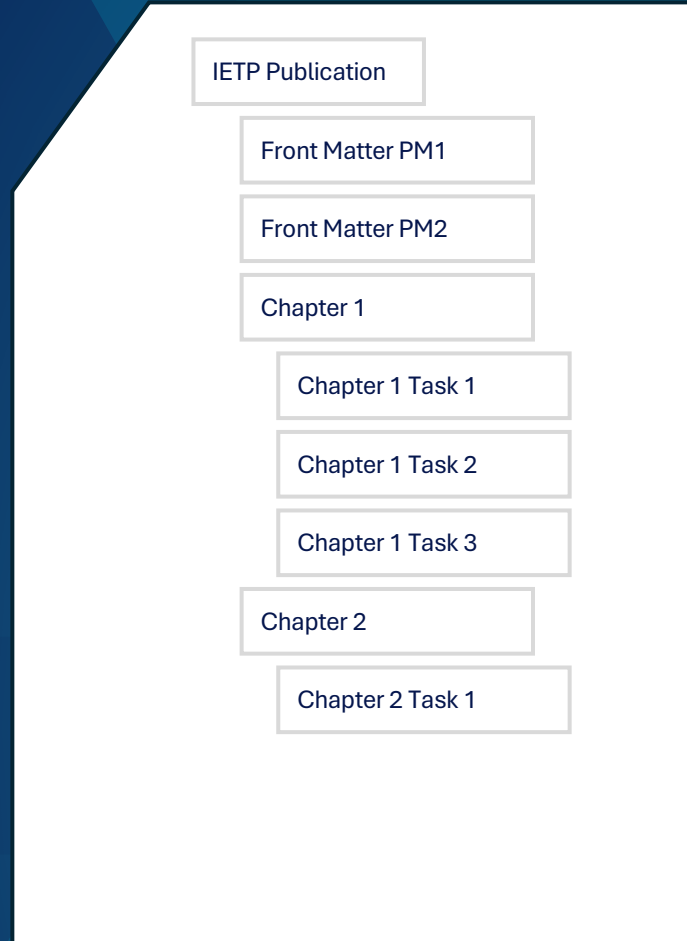 IETP Publication
Front Matter PM1
Front Matter PM2
Chapter 1
Chapter 1 Task 1
Chapter 1 Task 2
Chapter 1 Task 3
Chapter 2
Chapter 2 Task 1